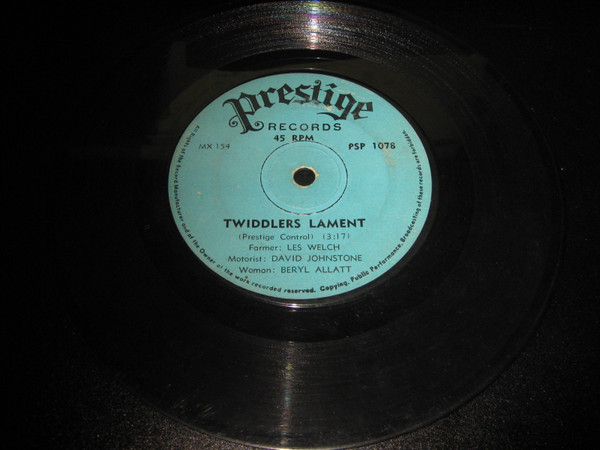 Prestige
RECORDS
45 RPM
MX 154
PSP 1078
TWIDDLERS LAMENT
(Prestige Control) (3:17)
Farmer: LES WELCH
Motorist: DAVID JOHNSTONE
Woman: BERYL ALLATT
All Rights of the Record Manufacturer and of the Owner of the work recorded reserved. Copying, Public Performance, Broadcasting of these records are forbidden.